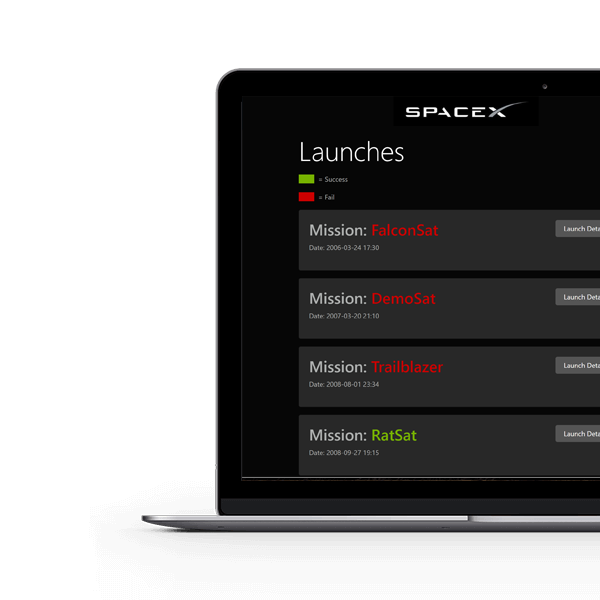 SPACEX
Launches
= Success
= Fail
Mission: FalconSat
Launch Deta
Date: 2006-03-24 17:30
Mission: DemoSat
Launch Deta
Date: 2007-03-20 21:10
Mission: Trailblazer
Launch Deta
Date: 2008-08-01 23:34
Mission: RatSat
Launch Deta
Date: 2008-09-27 19:15